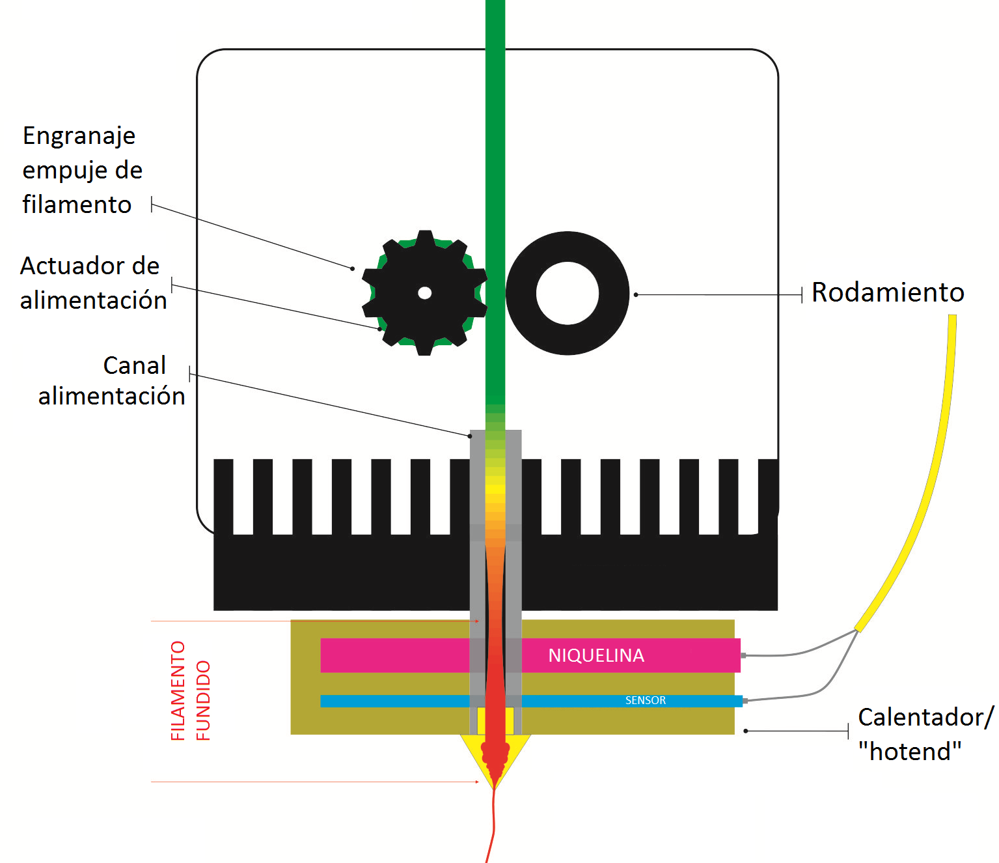 Engranaje
empuje de
filamento
Actuador de
alimentación
Canal
alimentación
Rodamiento
NIQUELINA
SENSOR
FILAMENTO
FUNDIDO
Calentador/
"hotend"